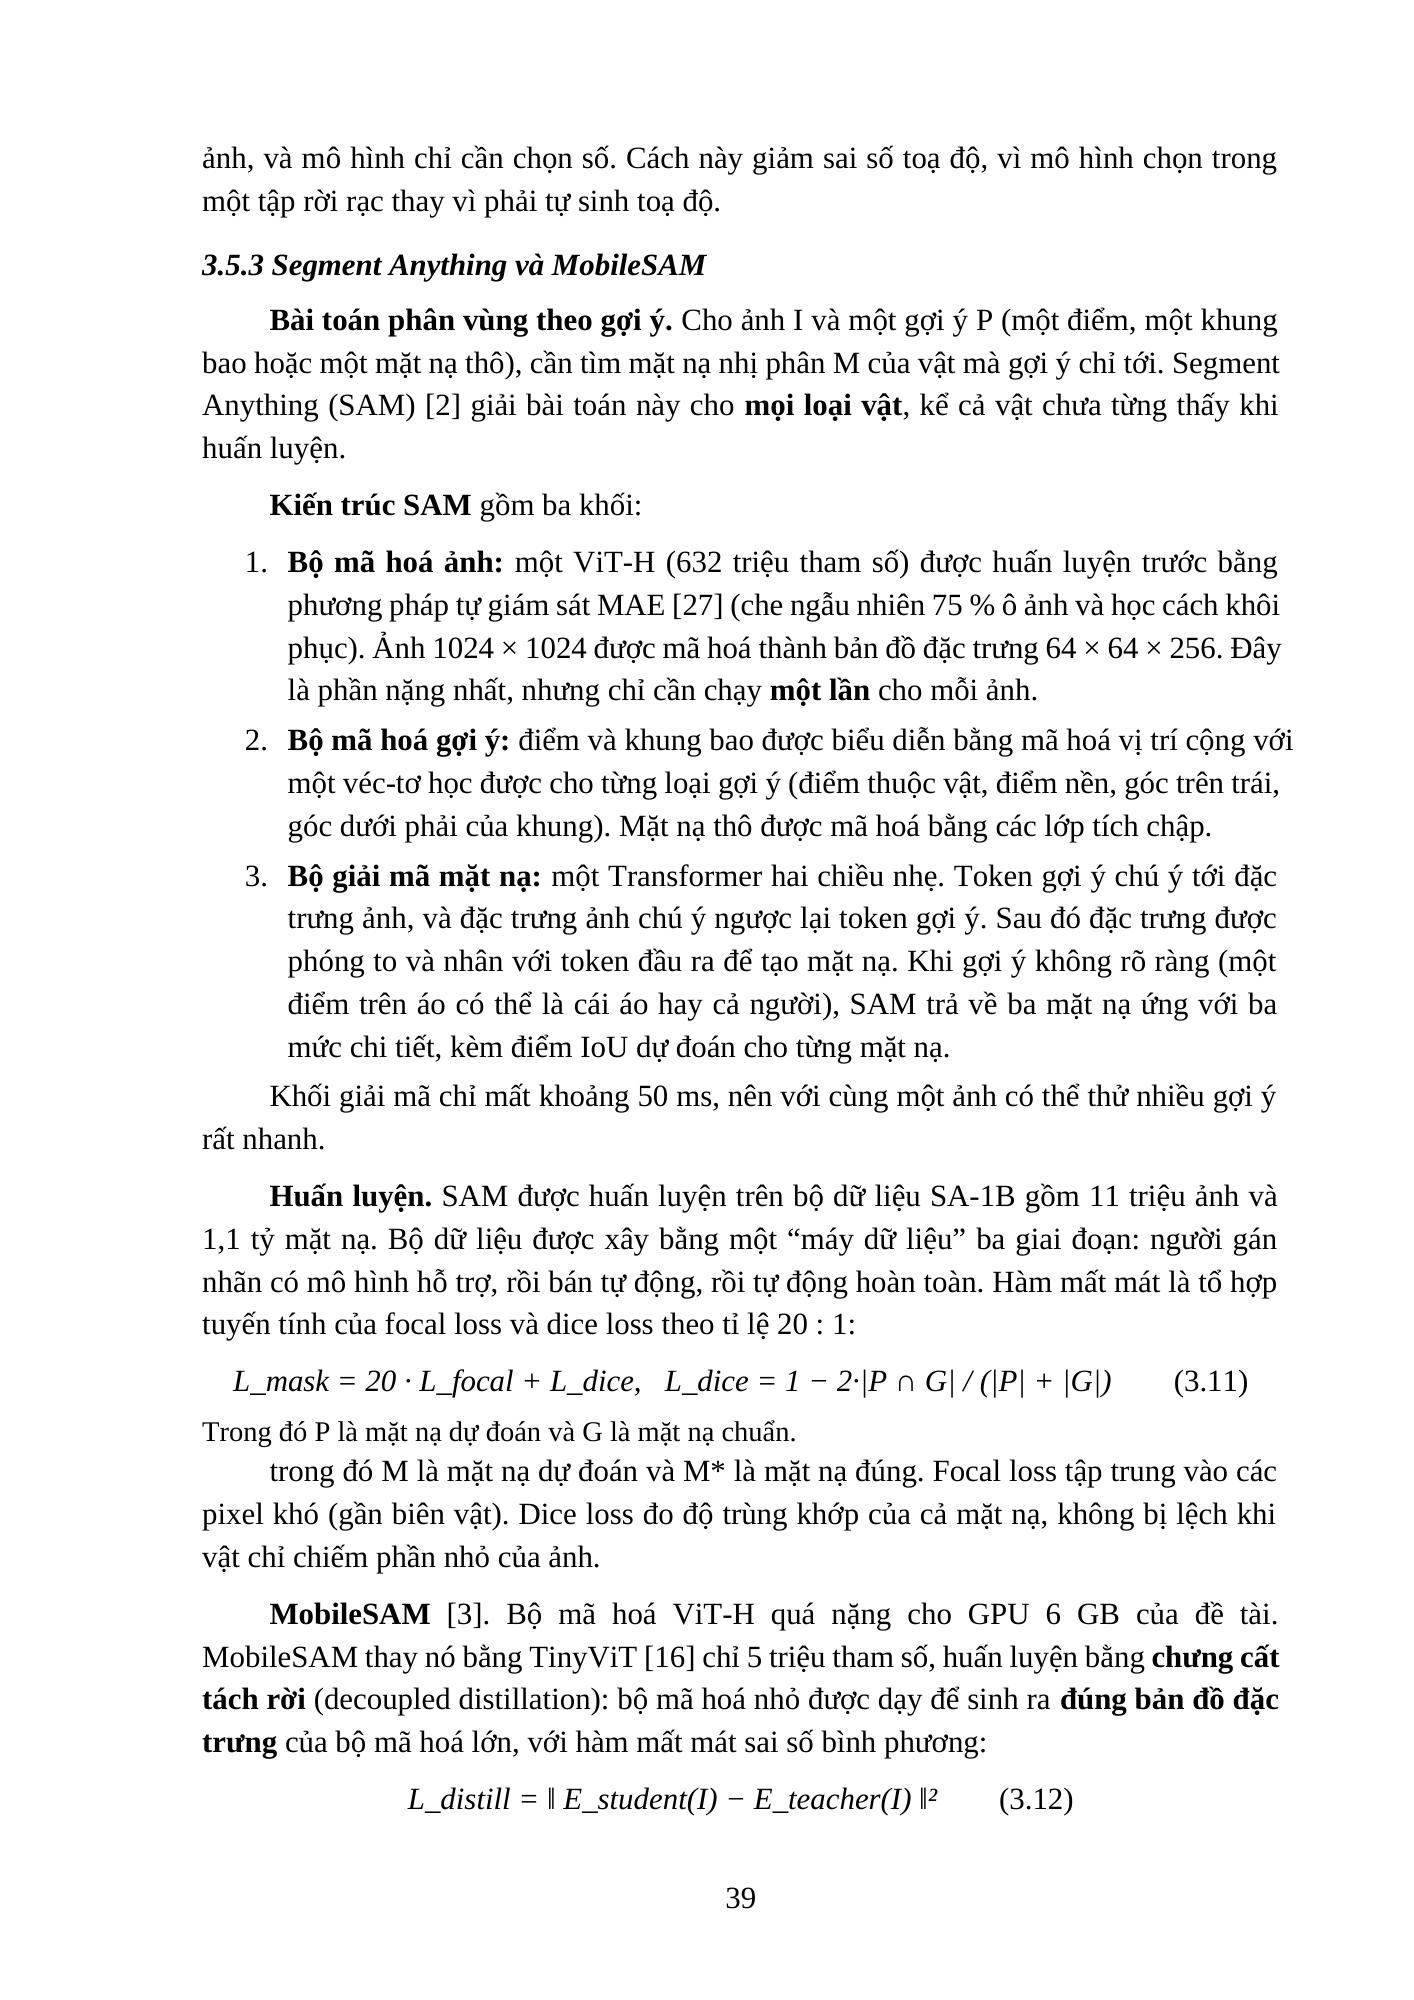 ảnh, và mô hình chỉ cần chọn số. Cách này giảm sai số toạ độ, vì mô hình chọn trong
một tập rời rạc thay vì phải tự sinh toạ độ.
3.5.3 Segment Anything và MobileSAM
Bài toán phân vùng theo gợi ý. Cho ảnh I và một gợi ý P (một điểm, một khung
bao hoặc một mặt nạ thô), cần tìm mặt nạ nhị phân M của vật mà gợi ý chỉ tới. Segment
Anything (SAM) [2] giải bài toán này cho mọi loại vật, kể cả vật chưa từng thấy khi
huấn luyện.
Kiến trúc SAM gồm ba khối:
1. Bộ mã hoá ảnh: một ViT-H (632 triệu tham số) được huấn luyện trước bằng
phương pháp tự giám sát MAE [27] (che ngẫu nhiên 75 % ô ảnh và học cách khôi
phục). Ảnh 1024 × 1024 được mã hoá thành bản đồ đặc trưng 64 × 64 × 256. Đây
là phần nặng nhất, nhưng chỉ cần chạy một lần cho mỗi ảnh.
2. Bộ mã hoá gợi ý: điểm và khung bao được biểu diễn bằng mã hoá vị trí cộng với
một véc-tơ học được cho từng loại gợi ý (điểm thuộc vật, điểm nền, góc trên trái,
góc dưới phải của khung). Mặt nạ thô được mã hoá bằng các lớp tích chập.
3. Bộ giải mã mặt nạ: một Transformer hai chiều nhẹ. Token gợi ý chú ý tới đặc
trưng ảnh, và đặc trưng ảnh chú ý ngược lại token gợi ý. Sau đó đặc trưng được
phóng to và nhân với token đầu ra để tạo mặt nạ. Khi gợi ý không rõ ràng (một
điểm trên áo có thể là cái áo hay cả người), SAM trả về ba mặt nạ ứng với ba
mức chi tiết, kèm điểm IoU dự đoán cho từng mặt nạ.
Khối giải mã chỉ mất khoảng 50 ms, nên với cùng một ảnh có thể thử nhiều gợi ý
rất nhanh.
Huấn luyện. SAM được huấn luyện trên bộ dữ liệu SA-1B gồm 11 triệu ảnh và
1,1 tỷ mặt nạ. Bộ dữ liệu được xây bằng một “máy dữ liệu” ba giai đoạn: người gán
nhãn có mô hình hỗ trợ, rồi bán tự động, rồi tự động hoàn toàn. Hàm mất mát là tổ hợp
tuyến tính của focal loss và dice loss theo tỉ lệ 20 : 1:
L_mask = 20 · L_focal + L_dice, L_dice = 1 − 2·|P ∩ G| / (|P| + |G|) (3.11)
Trong đó P là mặt nạ dự đoán và G là mặt nạ chuẩn.
trong đó M là mặt nạ dự đoán và M* là mặt nạ đúng. Focal loss tập trung vào các
pixel khó (gần biên vật). Dice loss đo độ trùng khớp của cả mặt nạ, không bị lệch khi
vật chỉ chiếm phần nhỏ của ảnh.
MobileSAM [3]. Bộ mã hoá ViT-H quá nặng cho GPU 6 GB của đề tài.
MobileSAM thay nó bằng TinyViT [16] chỉ 5 triệu tham số, huấn luyện bằng chưng cất
tách rời (decoupled distillation): bộ mã hoá nhỏ được dạy để sinh ra đúng bản đồ đặc
trưng của bộ mã hoá lớn, với hàm mất mát sai số bình phương:
L_distill = ‖ E_student(I) − E_teacher(I) ‖² (3.12)
39